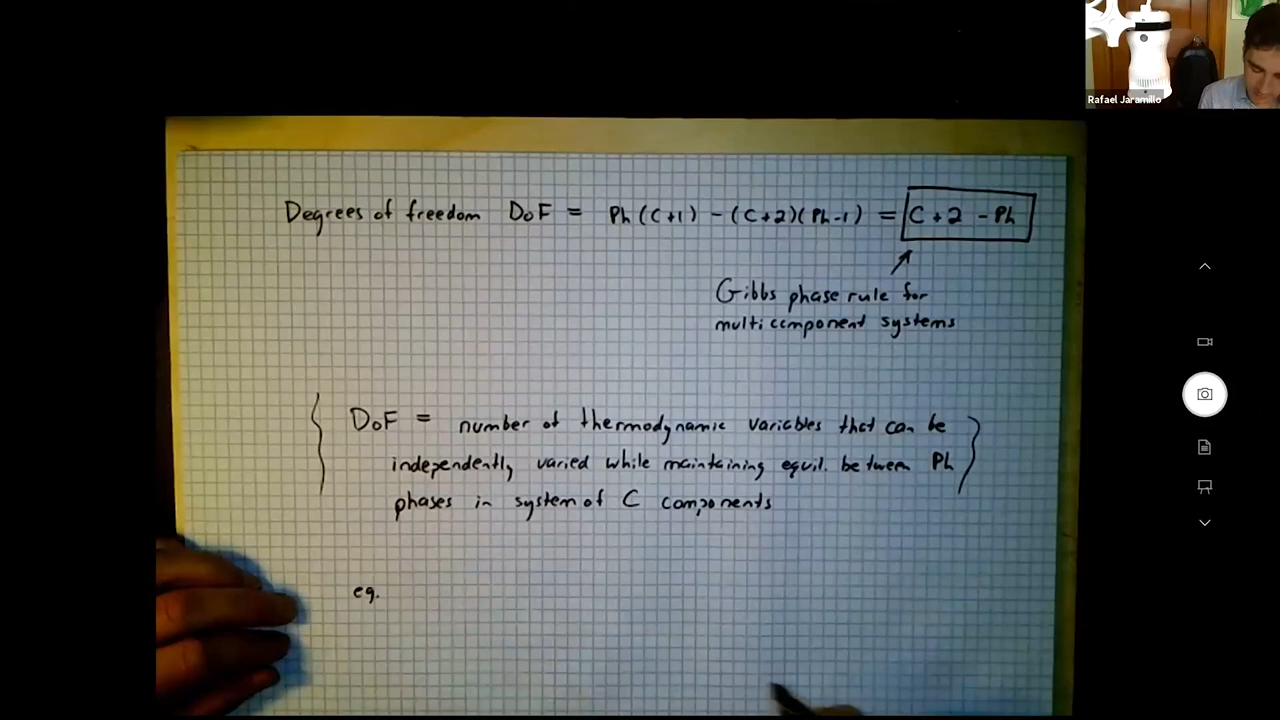 Rafael Jaramillo
Degrees of freedom DoF = Ph(C+1) - (C+2)(Ph-1) = C+2-Ph
Gibbs phase rule for
multicomponent systems
{ DoF = number of thermodynamic variables that can be
independently varied while maintaining equil. between Ph
phases in system of C components }
eg.